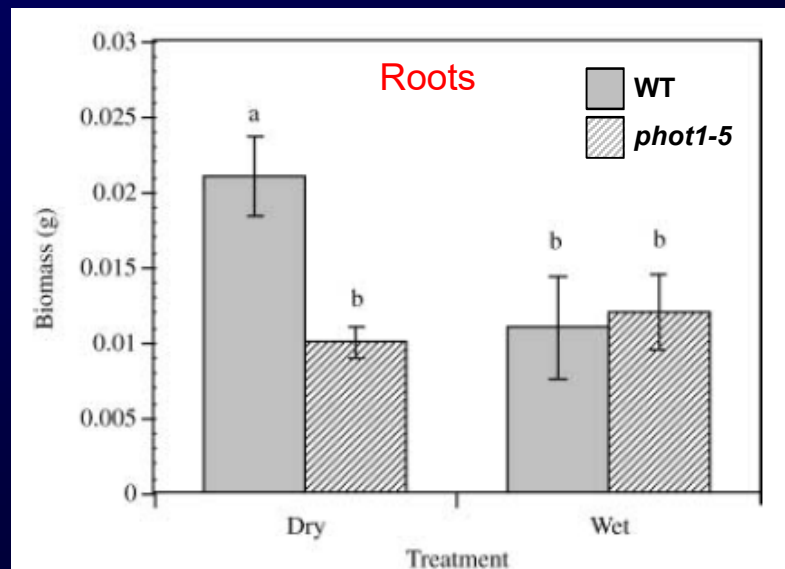 Roots
WT
phot1-5
Biomass (g)
0.03
0.025
0.02
0.015
0.01
0.005
0
a
b
b
b
Dry
Wet
Treatment